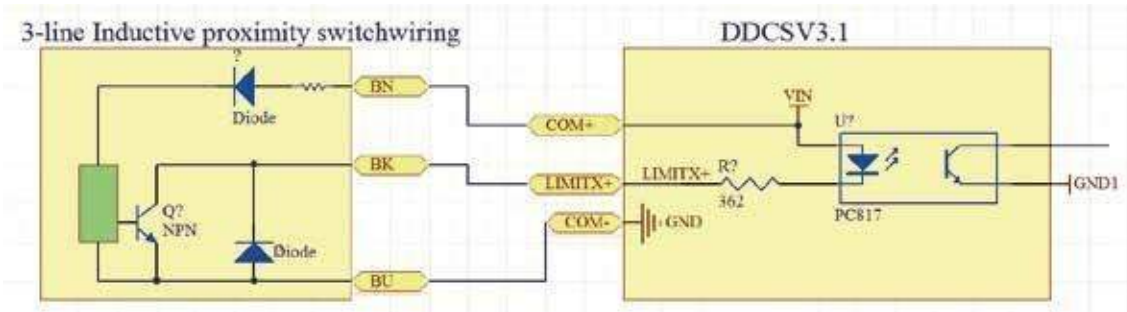 3-line Inductive proximity switchwiring
DDCSV3.1
?
Diode
BN
COM+
VIN
U?
BK
LIMITX+
LIMITX+
R?
362
PC817
GND1
Q?
NPN
COM-
GND
Diode
BU